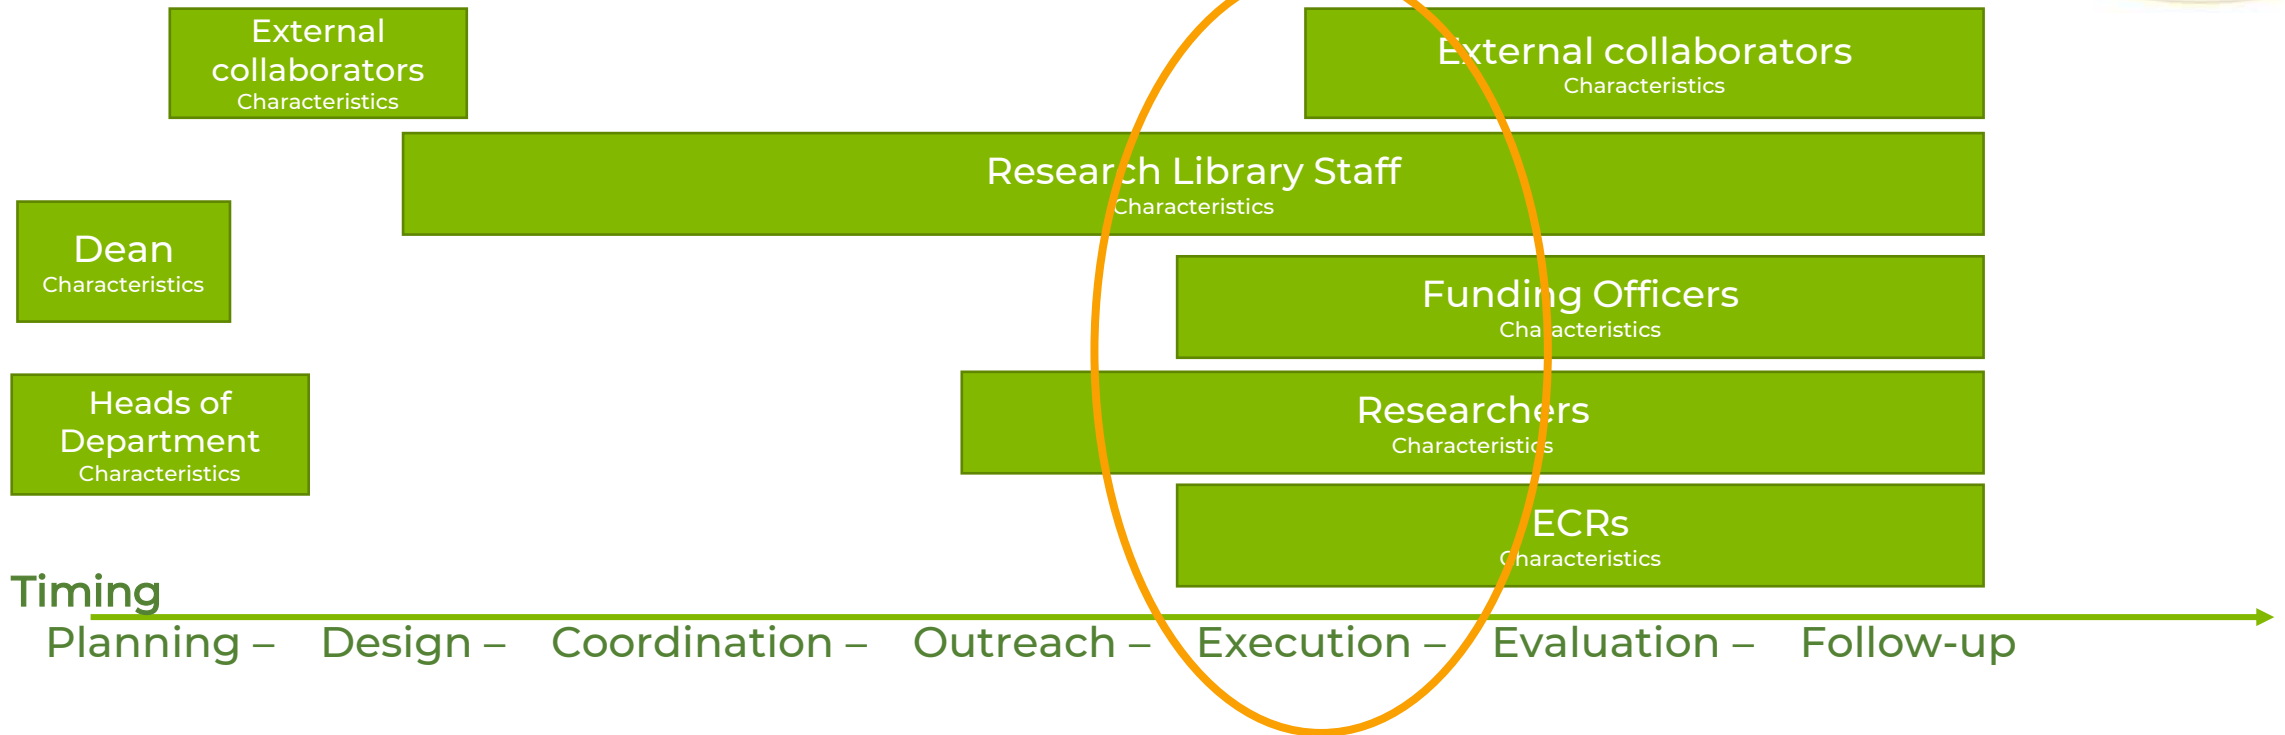 External
collaborators
Characteristics
External collaborators
Characteristics
Research Library Staff
Characteristics
Dean
Characteristics
Funding Officers
Characteristics
Heads of
Department
Characteristics
Researchers
Characteristics
ECRs
Characteristics
Timing
Planning – Design – Coordination – Outreach – Execution – Evaluation – Follow-up